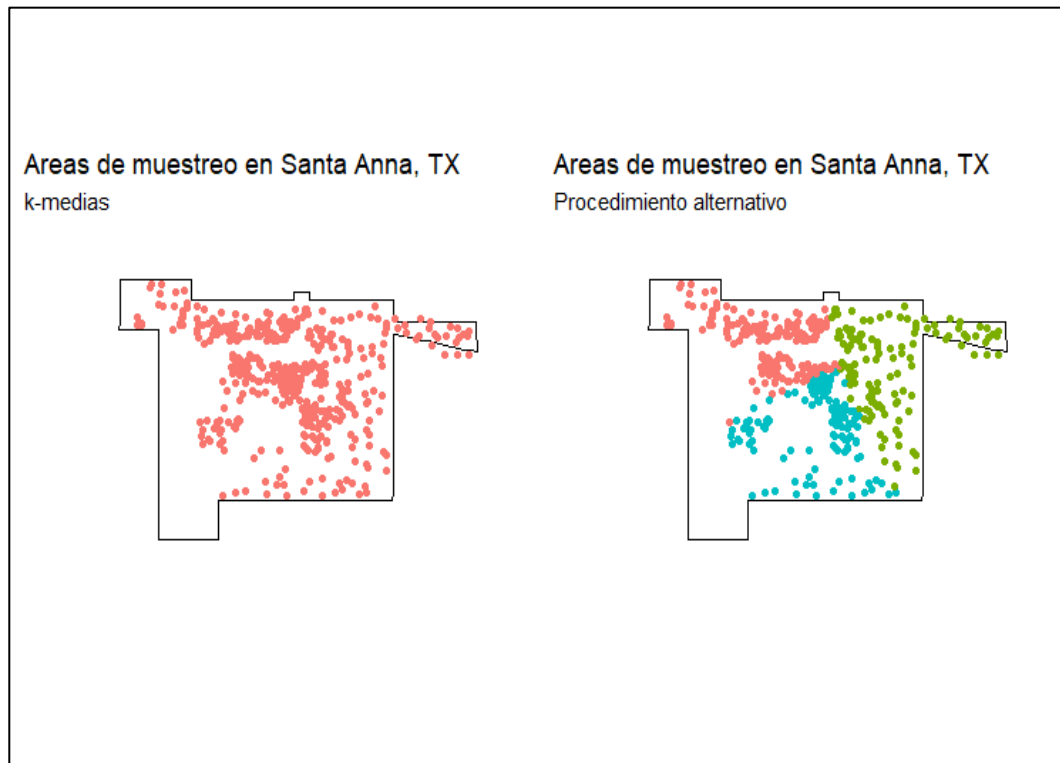 Areas de muestreo en Santa Anna, TX
k-medias
Areas de muestreo en Santa Anna, TX
Procedimiento alternativo